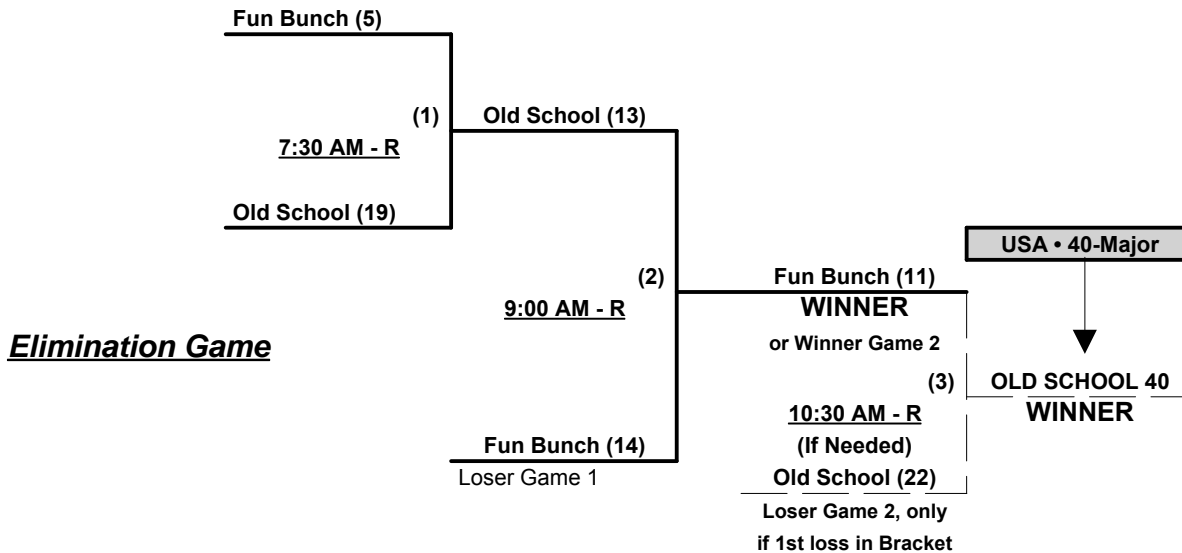 Fun Bunch (5)
(1)
7:30 AM - R
Old School (19)
Old School (13)
(2)
9:00 AM - R
Elimination Game
Fun Bunch (14)
Loser Game 1
Fun Bunch (11)
WINNER
or Winner Game 2
(3)
10:30 AM - R
(If Needed)
Old School (22)
Loser Game 2, only
if 1st loss in Bracket
USA • 40-Major
OLD SCHOOL 40
WINNER